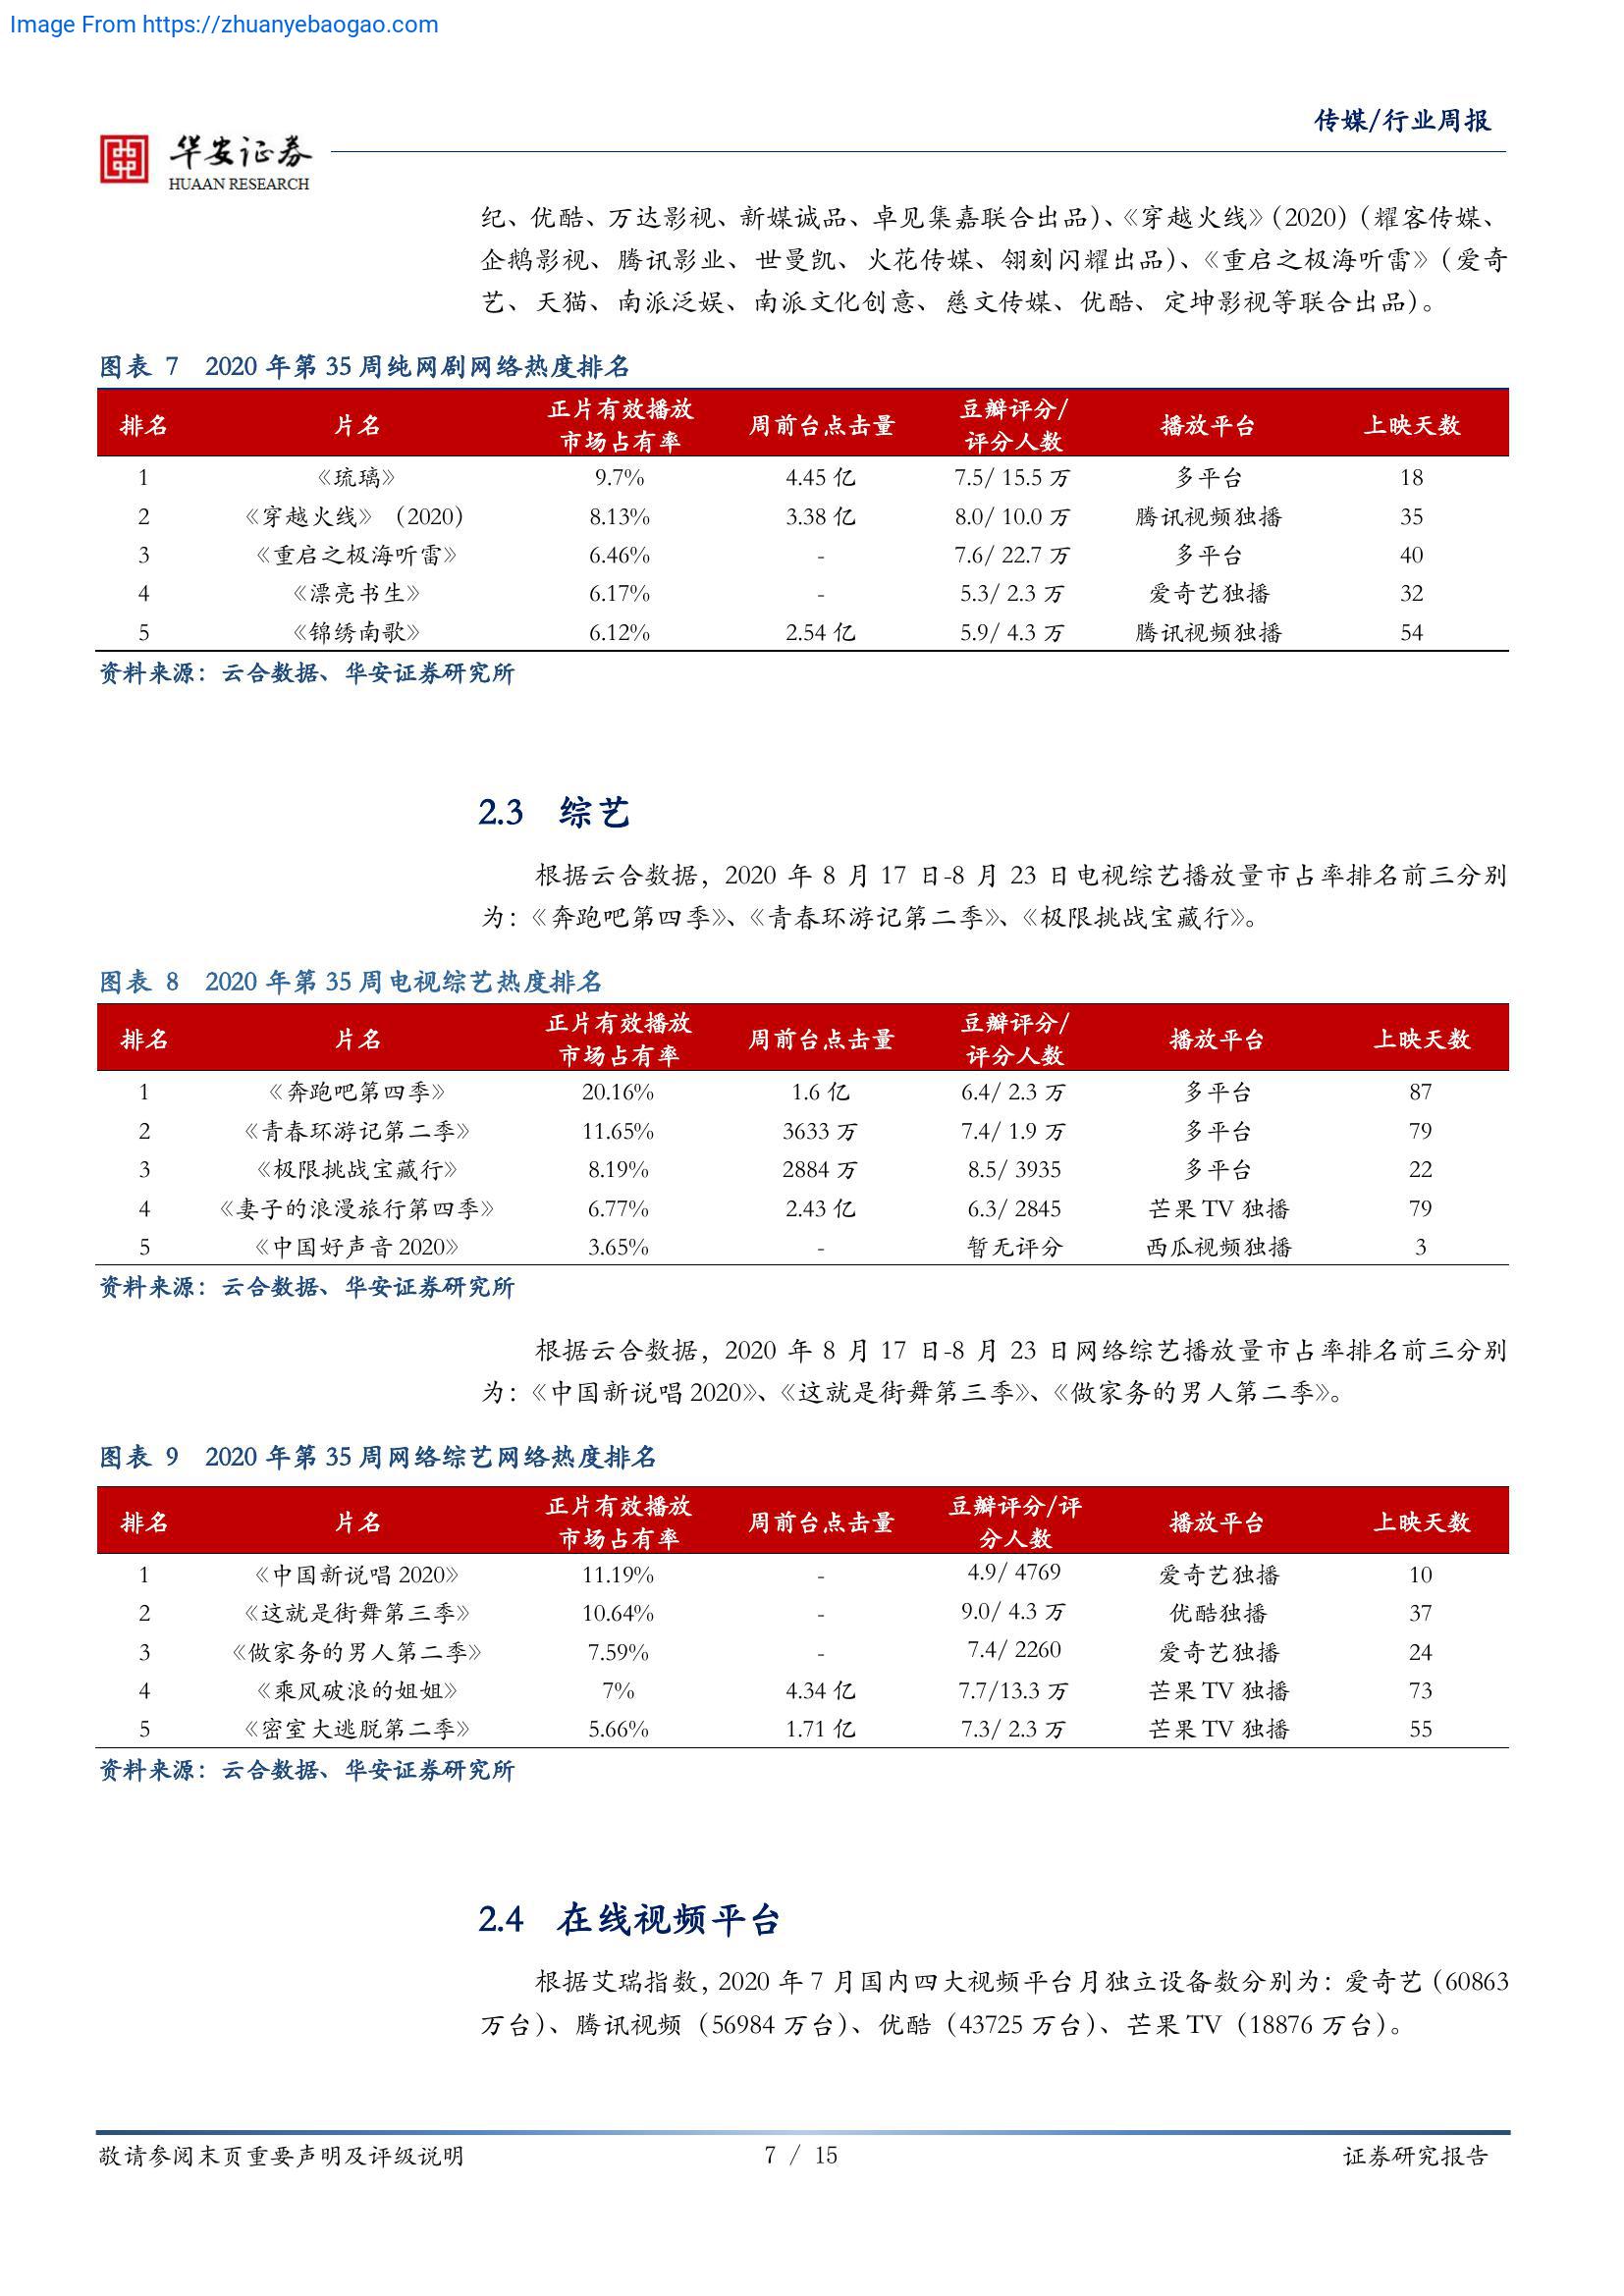 Image From https://zhuanyebaogao.com
传媒/行业周报
华安证券
HUAAN RESEARCH
纪、优酷、万达影视、新媒诚品、卓见集嘉联合出品）、《穿越火线》（2020）（耀客传媒、
企鹅影视、腾讯影业、世曼凯、火花传媒、翎刻闪耀出品）、《重启之极海听雷》（爱奇
艺、天猫、南派泛娱、南派文化创意、慈文传媒、优酷、定坤影视等联合出品）。
图表 7 2020 年第 35 周纯网剧网络热度排名
排名 片名 正片有效播放市场占有率 周前台点击量 豆瓣评分/评分人数 播放平台 上映天数
1 《琉璃》 9.7% 4.45 亿 7.5/ 15.5 万 多平台 18
2 《穿越火线》（2020） 8.13% 3.38 亿 8.0/ 10.0 万 腾讯视频独播 35
3 《重启之极海听雷》 6.46% - 7.6/ 22.7 万 多平台 40
4 《漂亮书生》 6.17% - 5.3/ 2.3 万 爱奇艺独播 32
5 《锦绣南歌》 6.12% 2.54 亿 5.9/ 4.3 万 腾讯视频独播 54
资料来源：云合数据、华安证券研究所
2.3 综艺
根据云合数据，2020 年 8 月 17 日-8 月 23 日电视综艺播放量市占率排名前三分别
为：《奔跑吧第四季》、《青春环游记第二季》、《极限挑战宝藏行》。
图表 8 2020 年第 35 周电视综艺热度排名
排名 片名 正片有效播放市场占有率 周前台点击量 豆瓣评分/评分人数 播放平台 上映天数
1 《奔跑吧第四季》 20.16% 1.6 亿 6.4/ 2.3 万 多平台 87
2 《青春环游记第二季》 11.65% 3633 万 7.4/ 1.9 万 多平台 79
3 《极限挑战宝藏行》 8.19% 2884 万 8.5/ 3935 多平台 22
4 《妻子的浪漫旅行第四季》 6.77% 2.43 亿 6.3/ 2845 芒果 TV 独播 79
5 《中国好声音 2020》 3.65% - 暂无评分 西瓜视频独播 3
资料来源：云合数据、华安证券研究所
根据云合数据，2020 年 8 月 17 日-8 月 23 日网络综艺播放量市占率排名前三分别
为：《中国新说唱 2020》、《这就是街舞第三季》、《做家务的男人第二季》。
图表 9 2020 年第 35 周网络综艺网络热度排名
排名 片名 正片有效播放市场占有率 周前台点击量 豆瓣评分/评分人数 播放平台 上映天数
1 《中国新说唱 2020》 11.19% - 4.9/ 4769 爱奇艺独播 10
2 《这就是街舞第三季》 10.64% - 9.0/ 4.3 万 优酷独播 37
3 《做家务的男人第二季》 7.59% - 7.4/ 2260 爱奇艺独播 24
4 《乘风破浪的姐姐》 7% 4.34 亿 7.7/13.3 万 芒果 TV 独播 73
5 《密室大逃脱第二季》 5.66% 1.71 亿 7.3/ 2.3 万 芒果 TV 独播 55
资料来源：云合数据、华安证券研究所
2.4 在线视频平台
根据艾瑞指数，2020 年 7 月国内四大视频平台月独立设备数分别为：爱奇艺（60863
万台）、腾讯视频（56984 万台）、优酷（43725 万台）、芒果 TV（18876 万台）。
敬请参阅末页重要声明及评级说明 7 / 15 证券研究报告